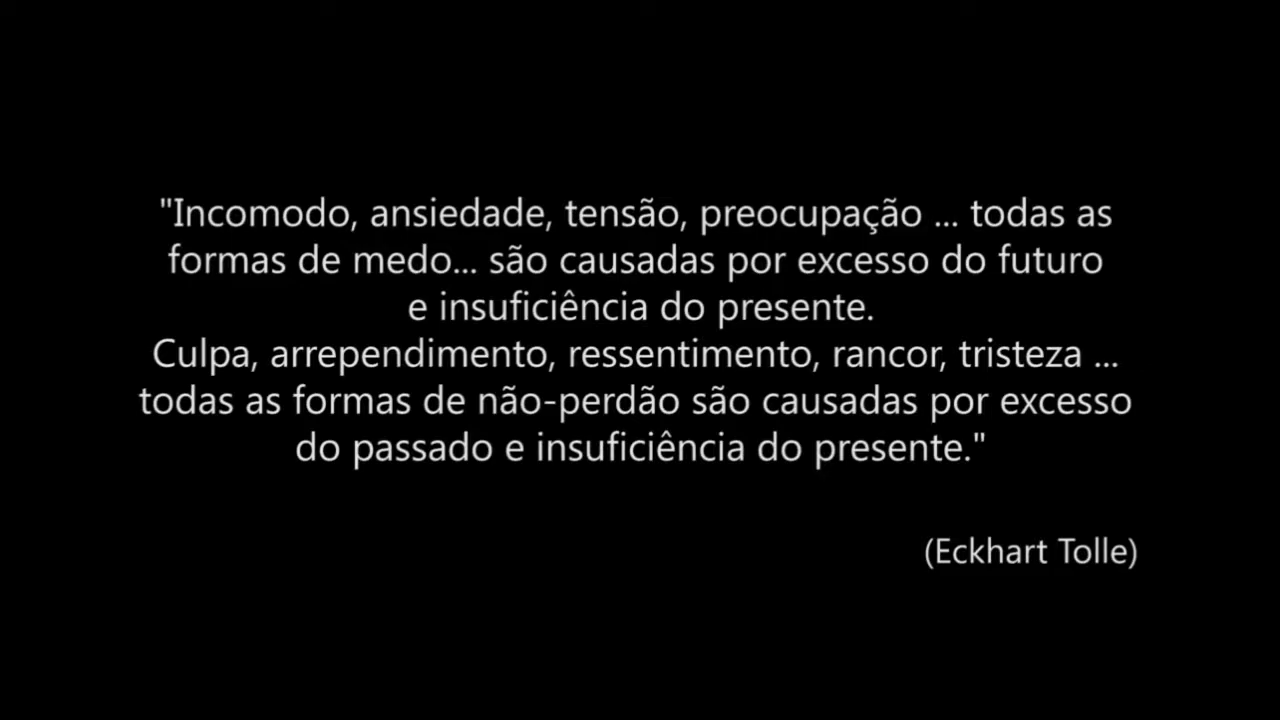 "Incomodo, ansiedade, tensão, preocupação ... todas as
formas de medo... são causadas por excesso do futuro
e insuficiência do presente.
Culpa, arrependimento, ressentimento, rancor, tristeza ...
todas as formas de não-perdão são causadas por excesso
do passado e insuficiência do presente."
(Eckhart Tolle)